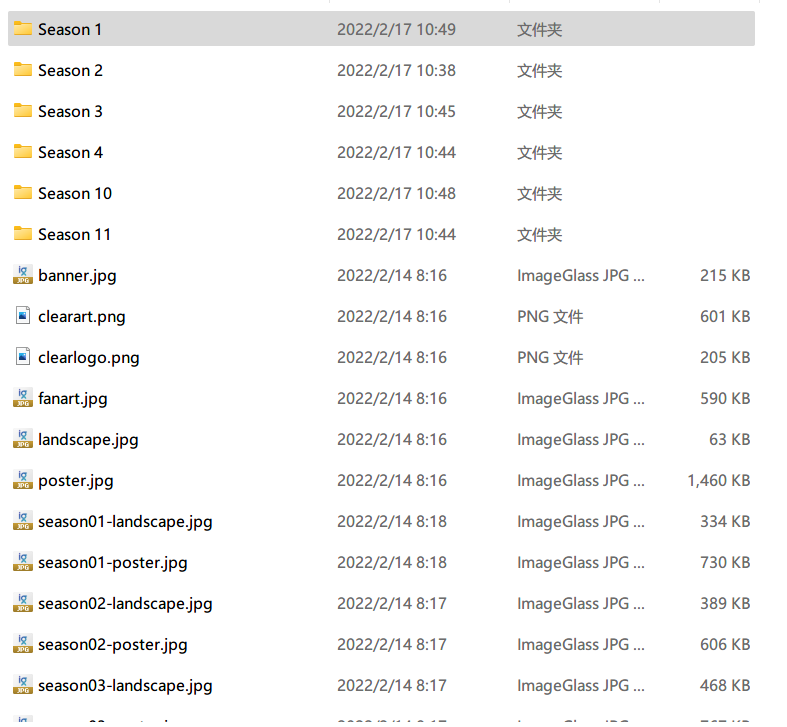 Season 1 2022/2/17 10:49 文件夹
Season 2 2022/2/17 10:38 文件夹
Season 3 2022/2/17 10:45 文件夹
Season 4 2022/2/17 10:44 文件夹
Season 10 2022/2/17 10:48 文件夹
Season 11 2022/2/17 10:44 文件夹
banner.jpg 2022/2/14 8:16 ImageGlass JPG ... 215 KB
clearart.png 2022/2/14 8:16 PNG 文件 601 KB
clearlogo.png 2022/2/14 8:16 PNG 文件 205 KB
fanart.jpg 2022/2/14 8:16 ImageGlass JPG ... 590 KB
landscape.jpg 2022/2/14 8:16 ImageGlass JPG ... 63 KB
poster.jpg 2022/2/14 8:16 ImageGlass JPG ... 1,460 KB
season01-landscape.jpg 2022/2/14 8:18 ImageGlass JPG ... 334 KB
season01-poster.jpg 2022/2/14 8:18 ImageGlass JPG ... 730 KB
season02-landscape.jpg 2022/2/14 8:17 ImageGlass JPG ... 389 KB
season02-poster.jpg 2022/2/14 8:17 ImageGlass JPG ... 606 KB
season03-landscape.jpg 2022/2/14 8:17 ImageGlass JPG ... 468 KB